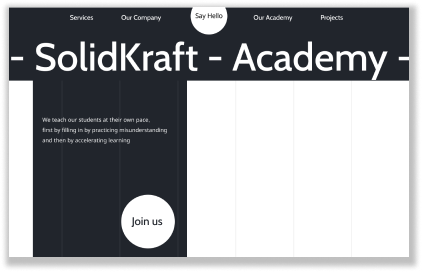 Services Our Company Say Hello Our Academy Projects
- SolidKraft - Academy -
We teach our students at their own pace,
first by filling in by practicing misunderstanding
and then by accelerating learning
Join us